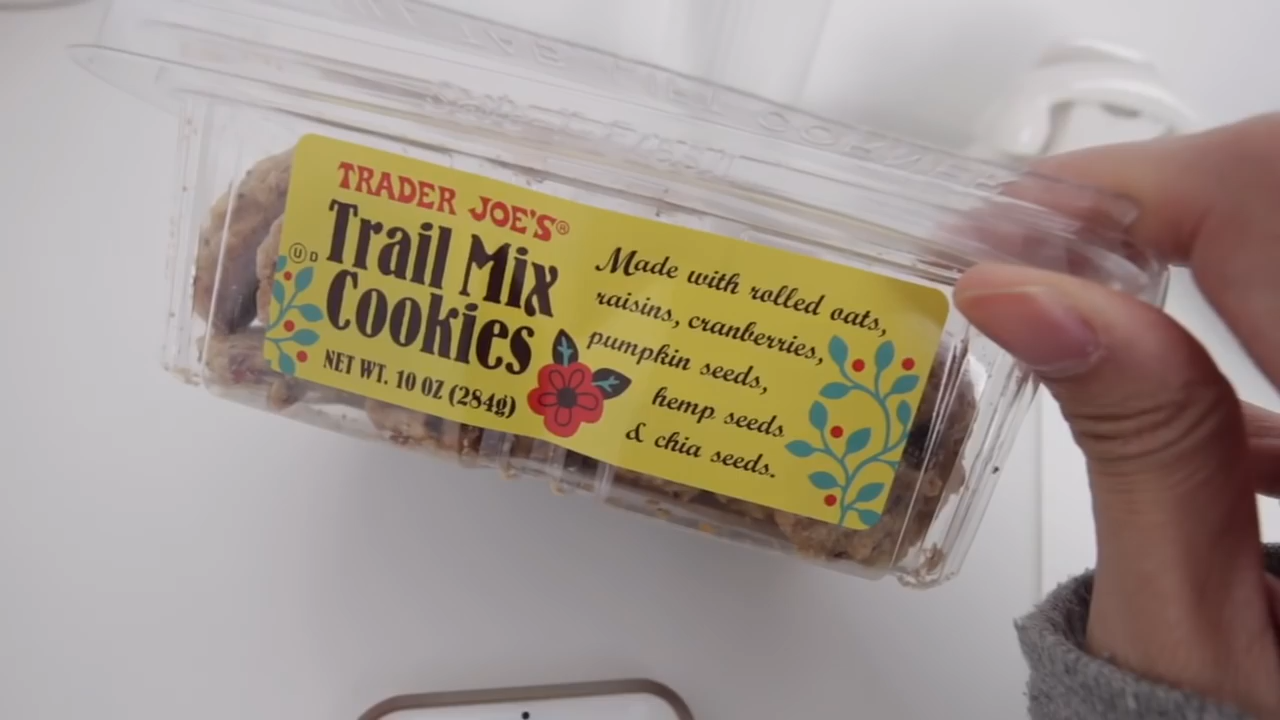 TRADER JOE'S®
Trail Mix
Cookies
U D
NET WT. 10 OZ (284g)
Made with rolled oats,
raisins, cranberries,
pumpkin seeds,
hemp seeds
& chia seeds.